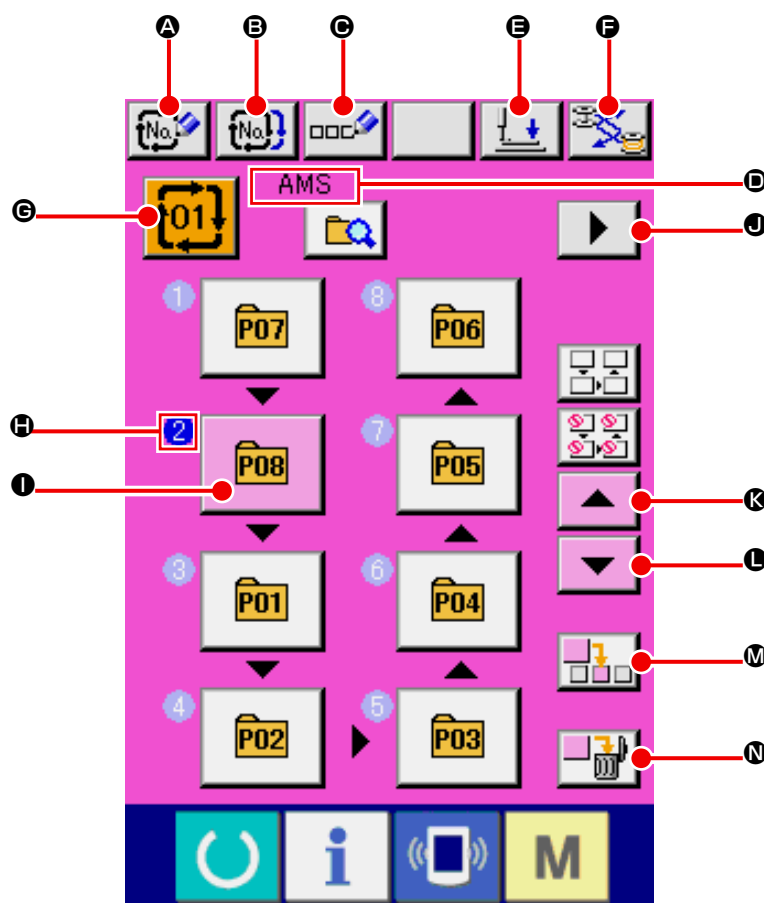 A B C E F
No. No.
AMS D
G 01 J
1 P07 8 P06
H 2 P08 7 P05
I K
3 P01 6 P04 L
4 P02 5 P03 M
N
i M